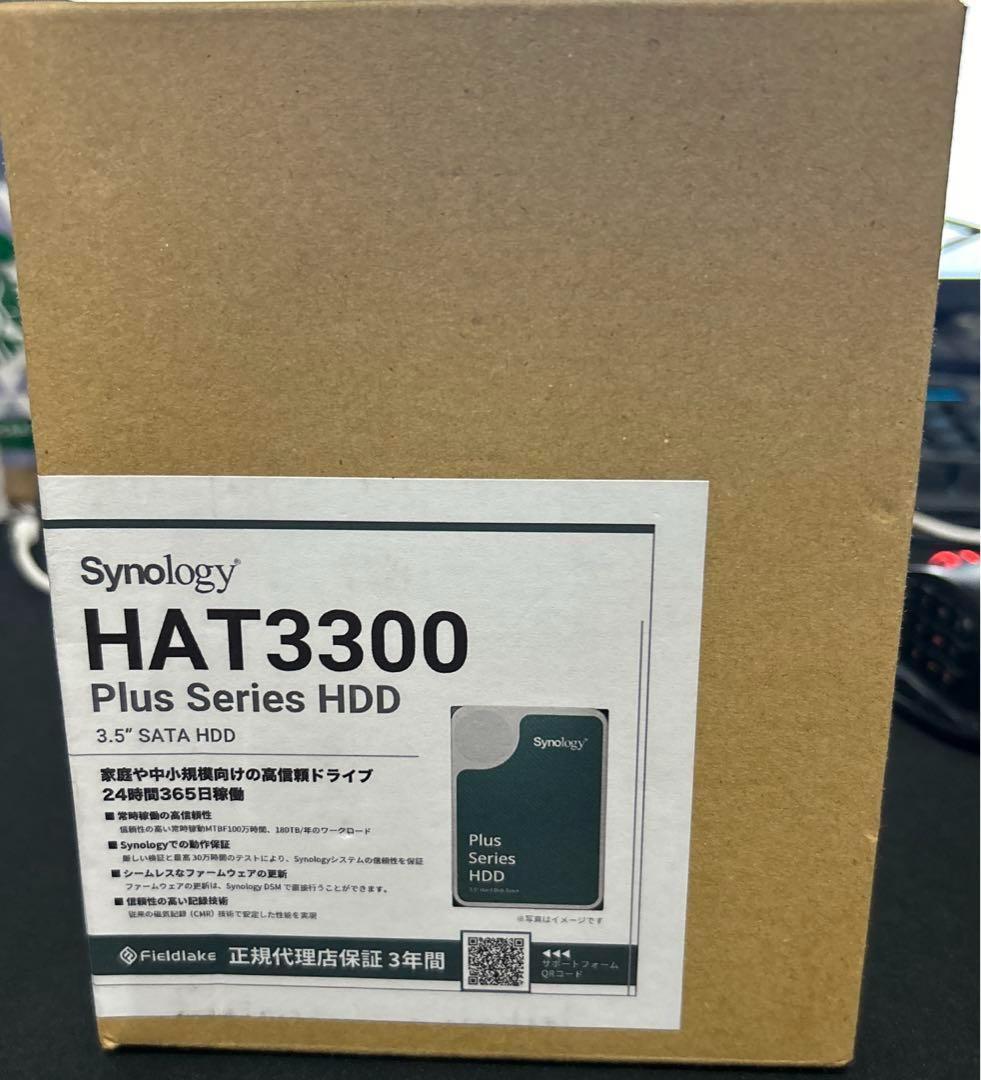 Synology
HAT3300
Plus Series HDD
3.5” SATA HDD
家庭や中小規模向けの高信頼ドライブ
24時間365日稼働
■ 常時稼働の高信頼性
信頼性の高い常時稼動MTBF100万時間、180TB/年のワークロード
■ Synologyでの動作保証
厳しい検証と最高30万時間のテストにより、Synologyシステムの信頼性を保証
■ シームレスなファームウェアの更新
ファームウェアの更新は、Synology DSM で直接行うことができます。
■ 信頼性の高い記録技術
従来の磁気記録（CMR）技術で安定した性能を実現
Synology
Plus
Series
HDD
3.5" Hard Disk Drive
※写真はイメージです
Fieldlake 正規代理店保証 3年間
◀◀◀
サポートフォーム
QRコード